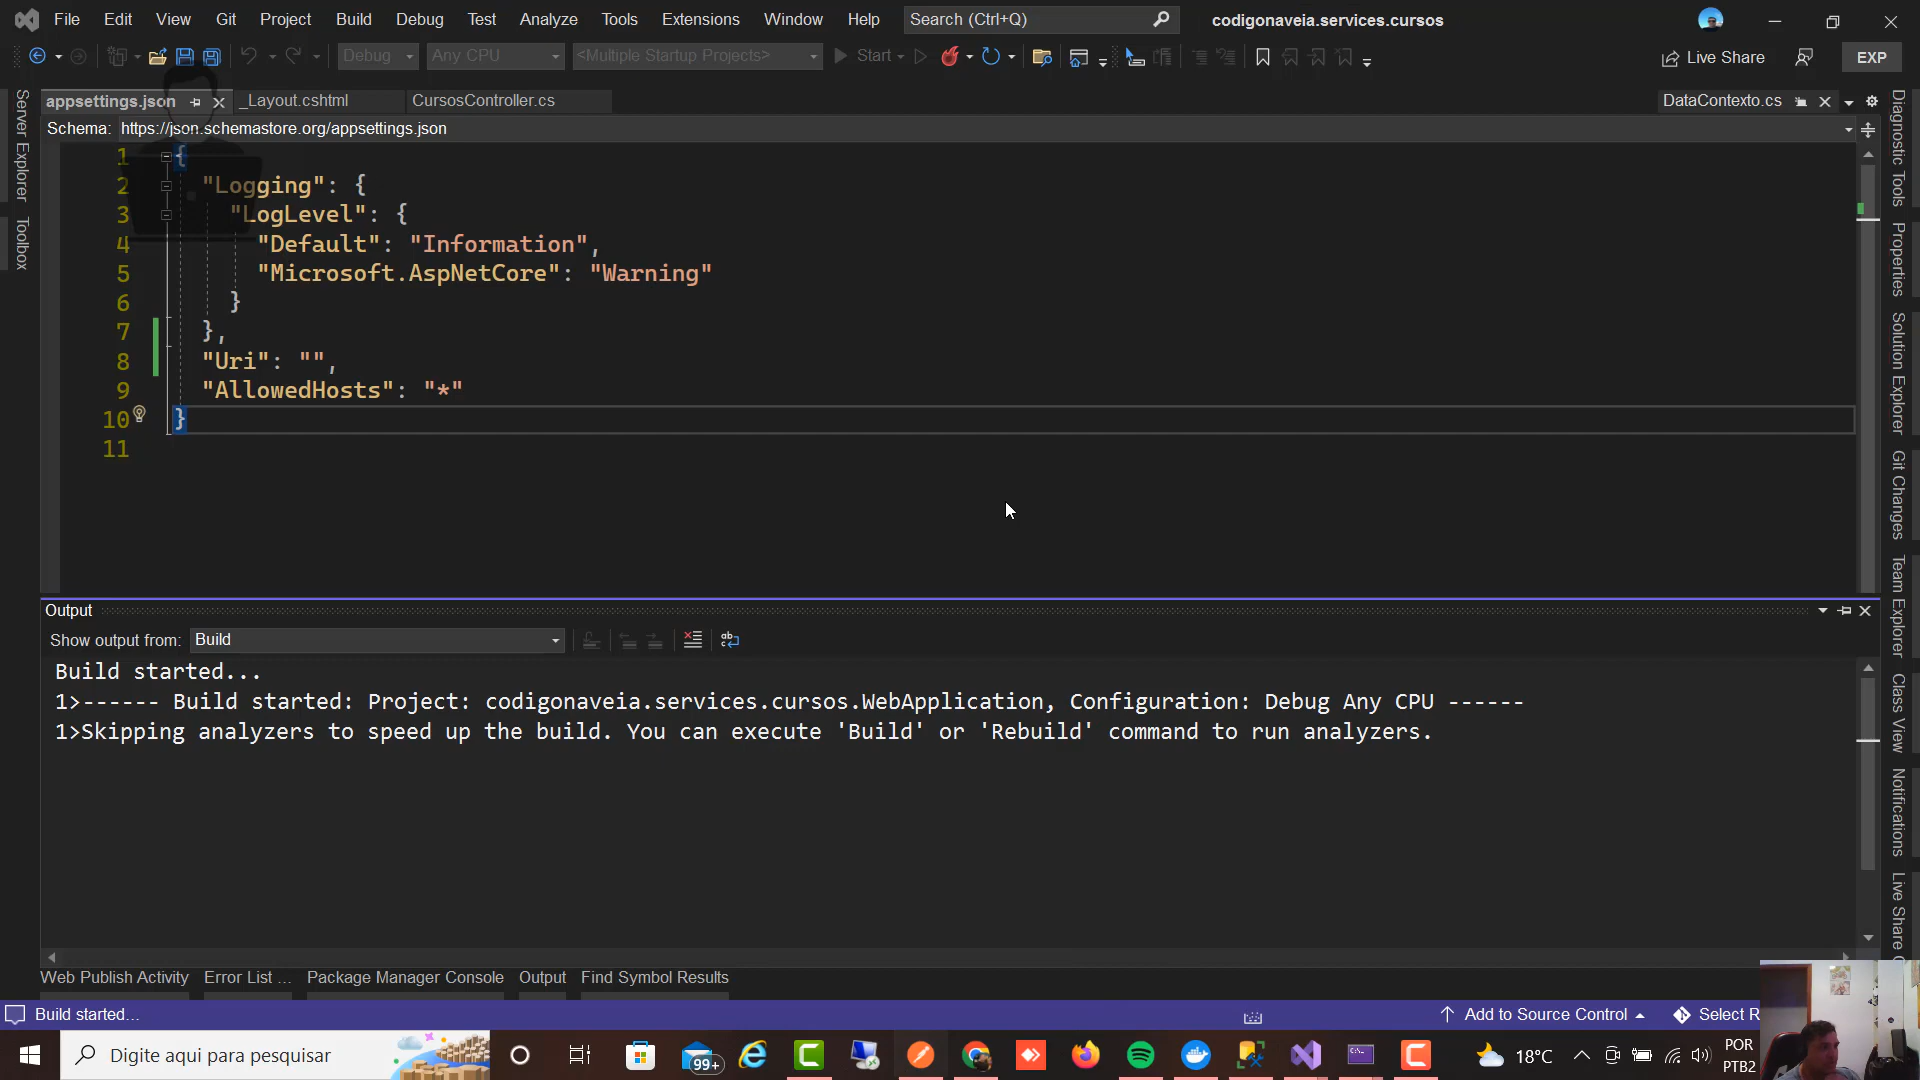 File Edit View Git Project Build Debug Test Analyze Tools Extensions Window Help Search (Ctrl+Q) codigonaveia.services.cursos
Debug Any CPU <Multiple Startup Projects> Start Live Share EXP
appsettings.json _Layout.cshtml CursosController.cs DataContexto.cs
Schema: https://json.schemastore.org/appsettings.json
1 {
2 "Logging": {
3 "LogLevel": {
4 "Default": "Information",
5 "Microsoft.AspNetCore": "Warning"
6 }
7 },
8 "Uri": "",
9 "AllowedHosts": "*"
10 }
11
Server Explorer
Toolbox
Diagnostic Tools
Properties
Solution Explorer
Git Changes
Team Explorer
Class View
Notifications
Live Share
Output
Show output from: Build
Build started...
1>------ Build started: Project: codigonaveia.services.cursos.WebApplication, Configuration: Debug Any CPU ------
1>Skipping analyzers to speed up the build. You can execute 'Build' or 'Rebuild' command to run analyzers.
Web Publish Activity Error List ... Package Manager Console Output Find Symbol Results
Build started... Add to Source Control Select R
Digite aqui para pesquisar 99+ 18°C POR
PTB2